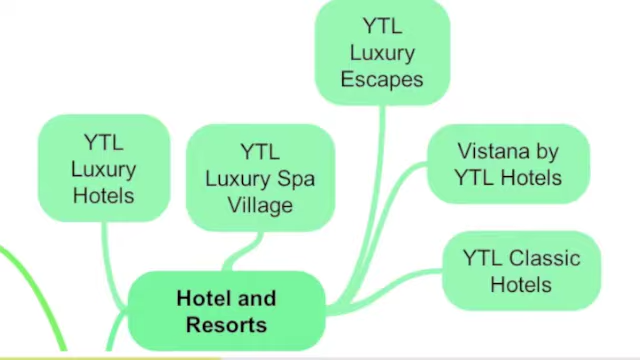 YTL
Luxury
Escapes
YTL
Luxury
Hotels
YTL
Luxury Spa
Village
Vistana by
YTL Hotels
YTL Classic
Hotels
Hotel and
Resorts